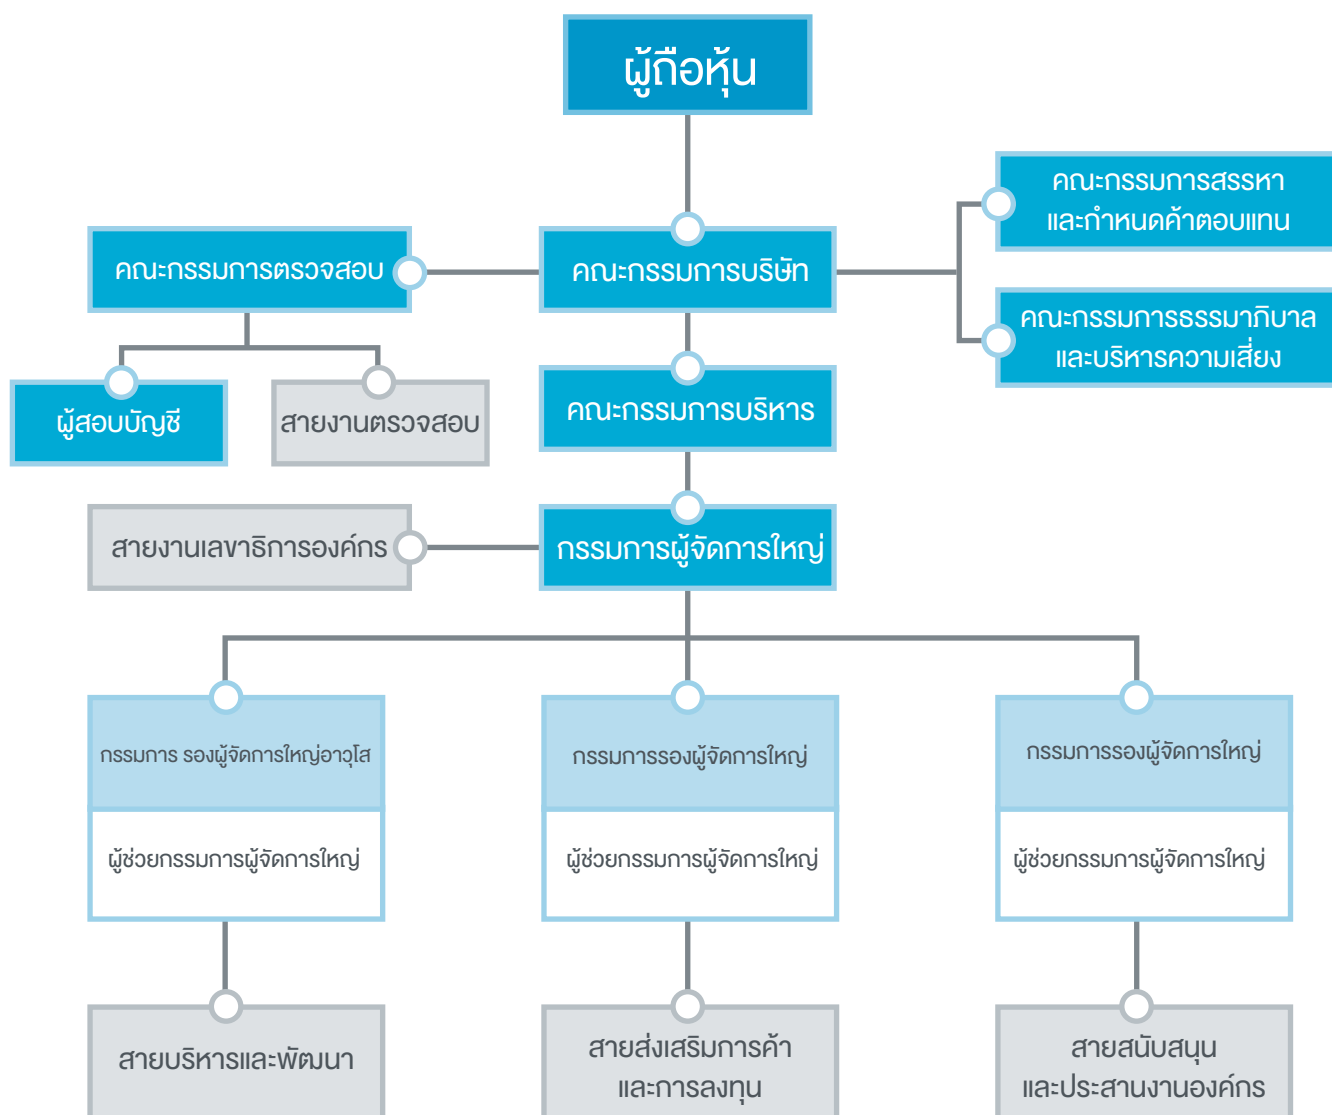 ผู้ถือหุ้น
คณะกรรมการสรรหา
และกำหนดค้าตอบแทน
คณะกรรมการตรวจสอบ
คณะกรรมการบริษัท
คณะกรรมการธรรมาภิบาล
และบริหารความเสี่ยง
ผู้สอบบัญชี
สายงานตรวจสอบ
คณะกรรมการบริหาร
สายงานเลขาธิการองค์กร
กรรมการผู้จัดการใหญ่
กรรมการ รองผู้จัดการใหญ่อาวุโส
กรรมการรองผู้จัดการใหญ่
กรรมการรองผู้จัดการใหญ่
ผู้ช่วยกรรมการผู้จัดการใหญ่
ผู้ช่วยกรรมการผู้จัดการใหญ่
ผู้ช่วยกรรมการผู้จัดการใหญ่
สายบริหารและพัฒนา
สายส่งเสริมการค้า
และการลงทุน
สายสนับสนุน
และประสานงานองค์กร